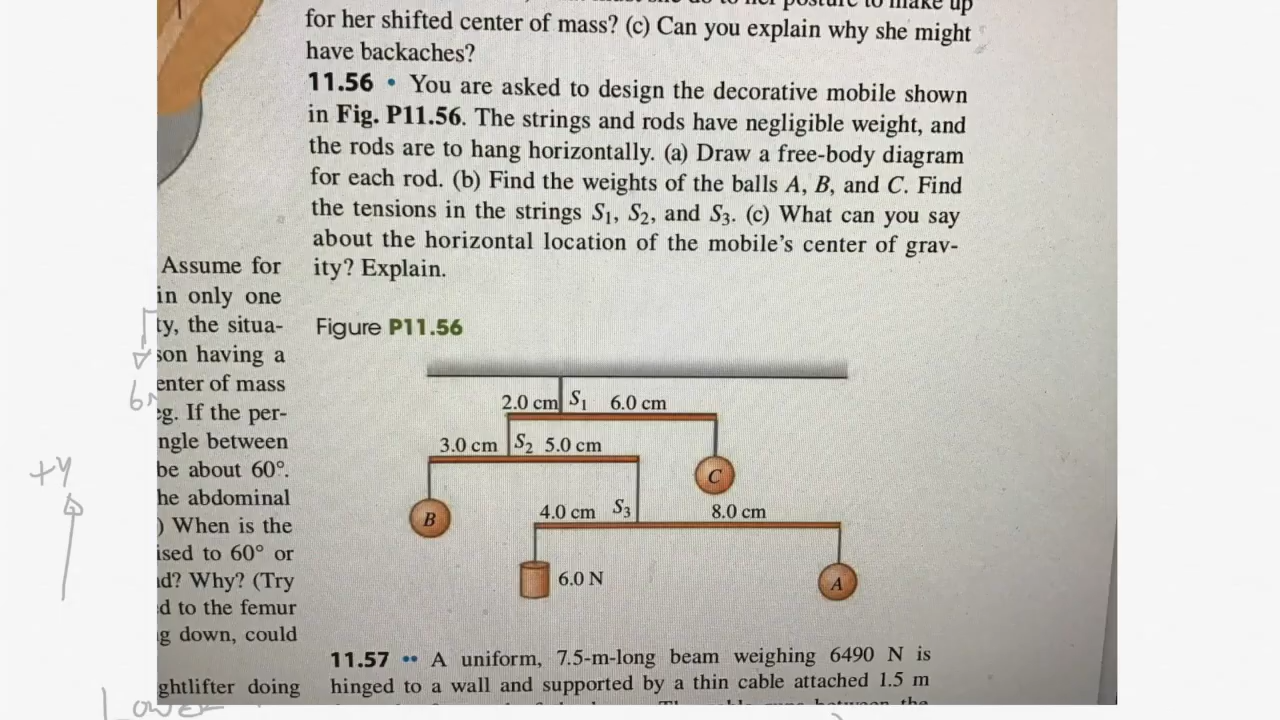 for her shifted center of mass? (c) Can you explain why she might
have backaches?
11.56 • You are asked to design the decorative mobile shown
in Fig. P11.56. The strings and rods have negligible weight, and
the rods are to hang horizontally. (a) Draw a free-body diagram
for each rod. (b) Find the weights of the balls A, B, and C. Find
the tensions in the strings S1, S2, and S3. (c) What can you say
about the horizontal location of the mobile's center of grav-
ity? Explain.
Assume for
in only one
ty, the situa-
son having a
enter of mass
eg. If the per-
ngle between
be about 60°.
he abdominal
) When is the
ised to 60° or
d? Why? (Try
d to the femur
g down, could
ghtlifter doing
Figure P11.56
2.0 cm S1 6.0 cm
3.0 cm S2 5.0 cm
C
B
4.0 cm S3 8.0 cm
6.0 N
A
11.57 •• A uniform, 7.5-m-long beam weighing 6490 N is
hinged to a wall and supported by a thin cable attached 1.5 m
+y
Lower